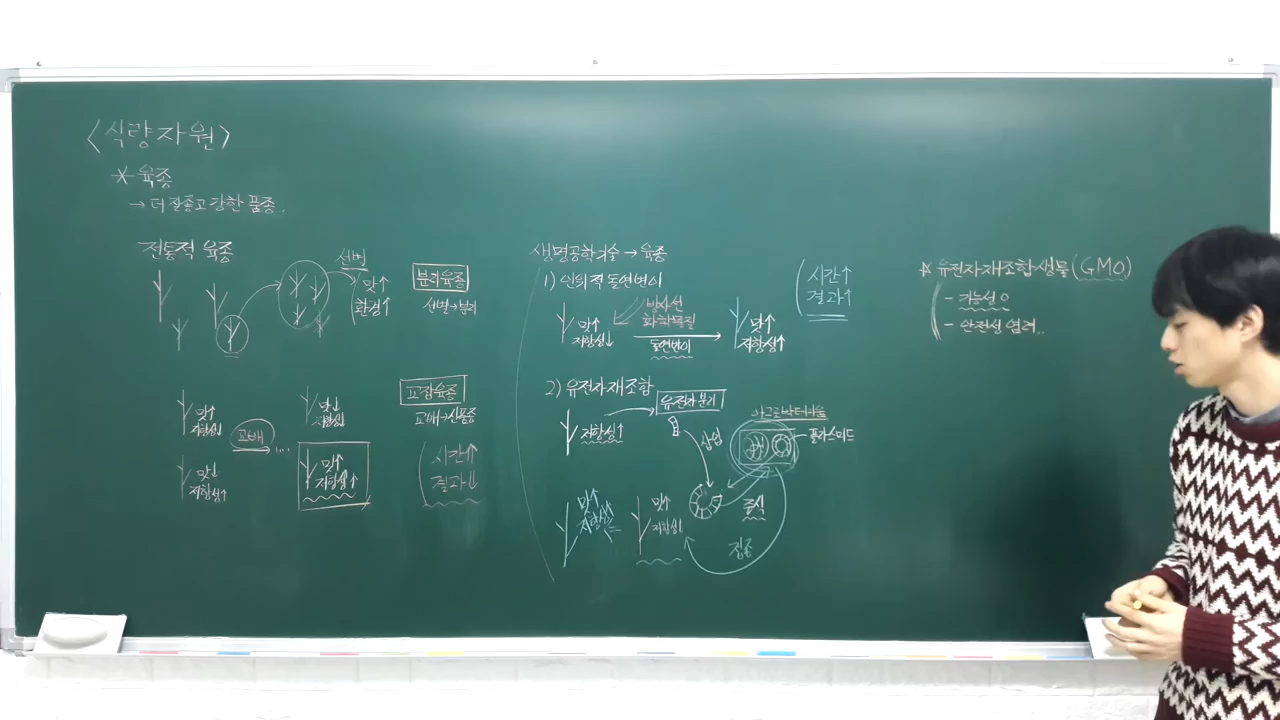 <식량자원>
* 육종
→ 더 질좋고 강한 품종..
전통적 육종
선별
맛↑
환경↑
분리육종
선별→분리
맛↑
저항성↓
맛↓
저항성↑
교배
...
맛↓
저항성↓
맛↑
저항성↑
교잡육종
교배→신품종
시간↑
결과↓
생명공학기술 → 육종
1) 인위적 돌연변이
맛↑
저항성↓
방사선
화학물질
돌연변이
맛↑
저항성↑
시간↑
결과↑
2) 유전자재조합
저항성↑
유전자 분리
삽입
아그로박테리움
플라스미드
증식
접종
맛↑
저항성↓
맛↑
저항성↑
* 유전자재조합생물(GMO)
- 가능성 O
- 안전성 염려..